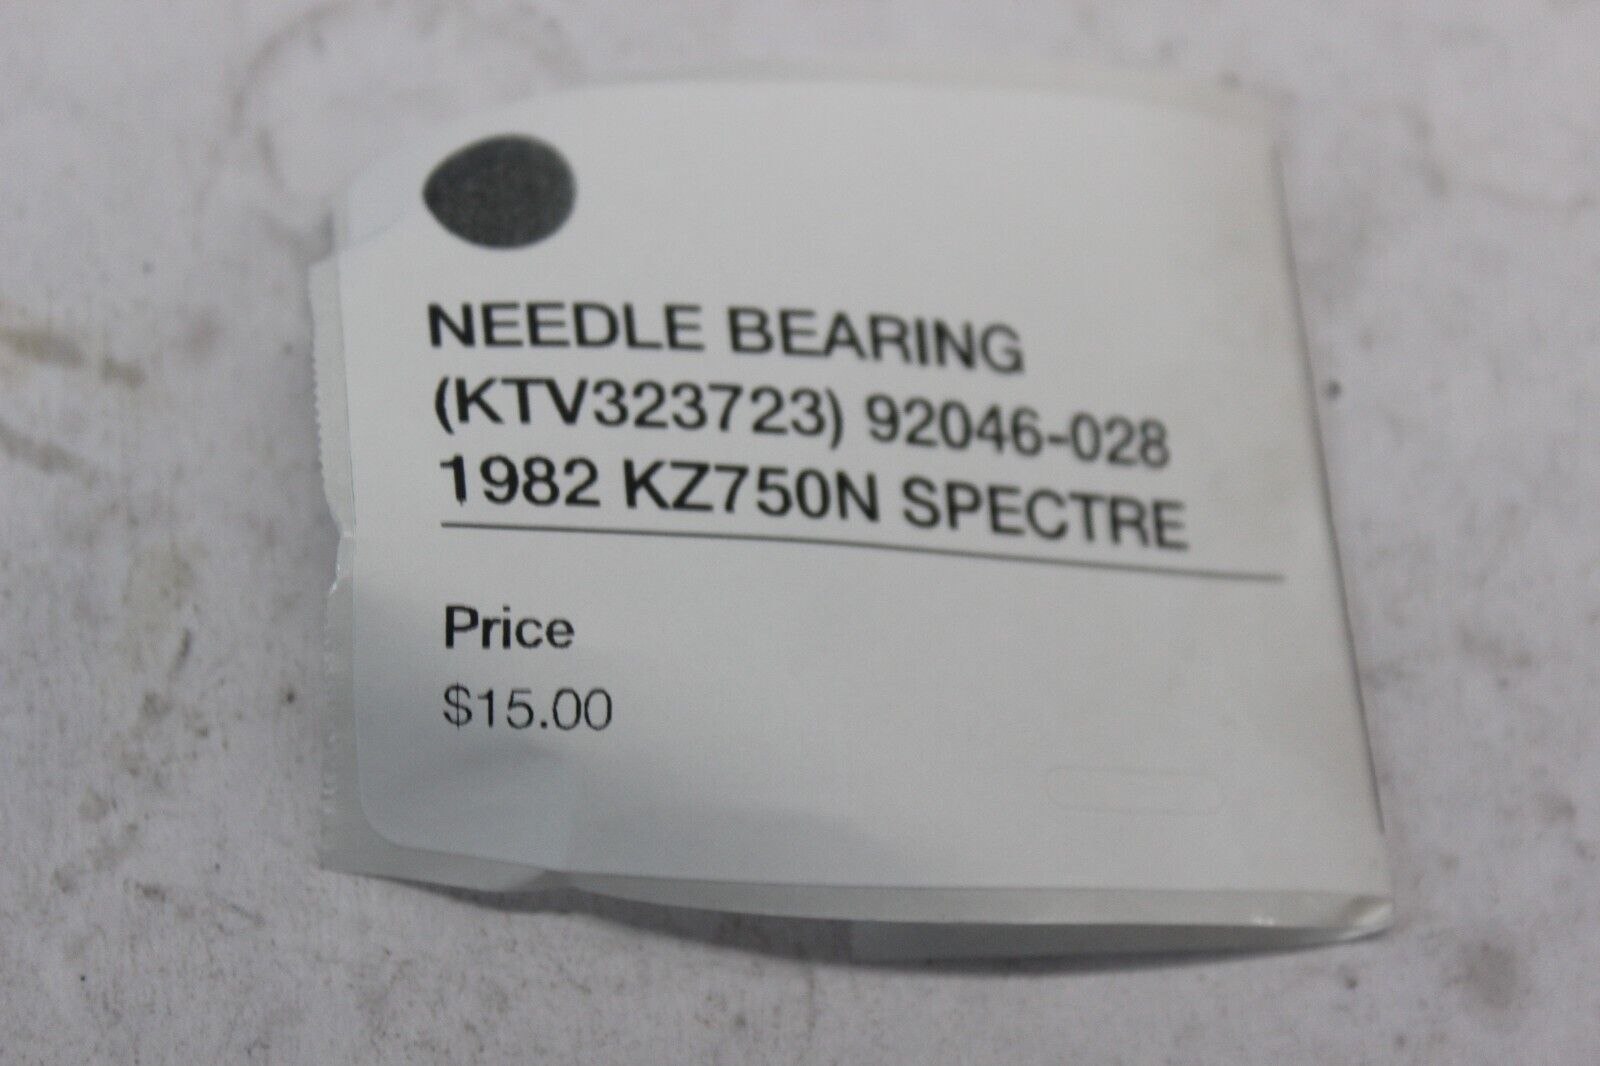 NEEDLE BEARING
(KTV323723) 92046-028
1982 KZ750N SPECTRE
Price
$15.00